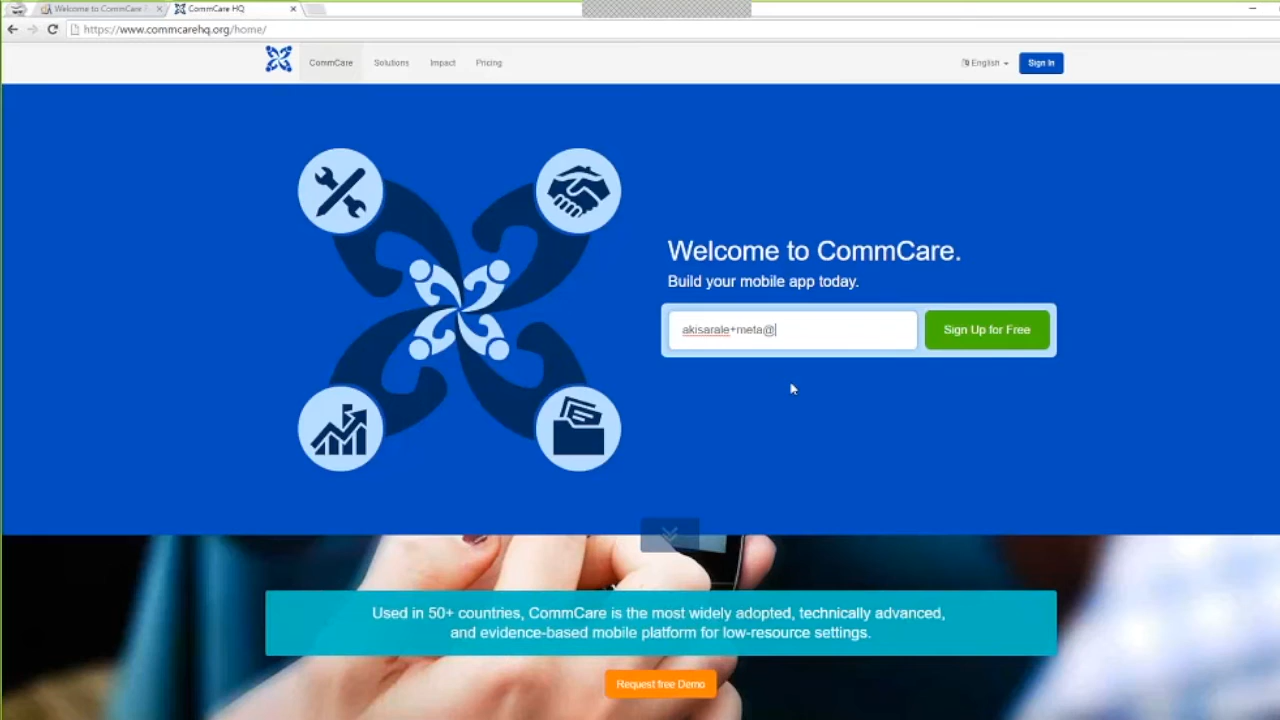 Welcome to CommCare
CommCare HQ
https://www.commcarehq.org/home/
CommCare
Solutions
Impact
Pricing
English
Sign In
Welcome to CommCare.
Build your mobile app today.
akisarale+meta@
Sign Up for Free
Used in 50+ countries, CommCare is the most widely adopted, technically advanced,
and evidence-based mobile platform for low-resource settings.
Request free Demo